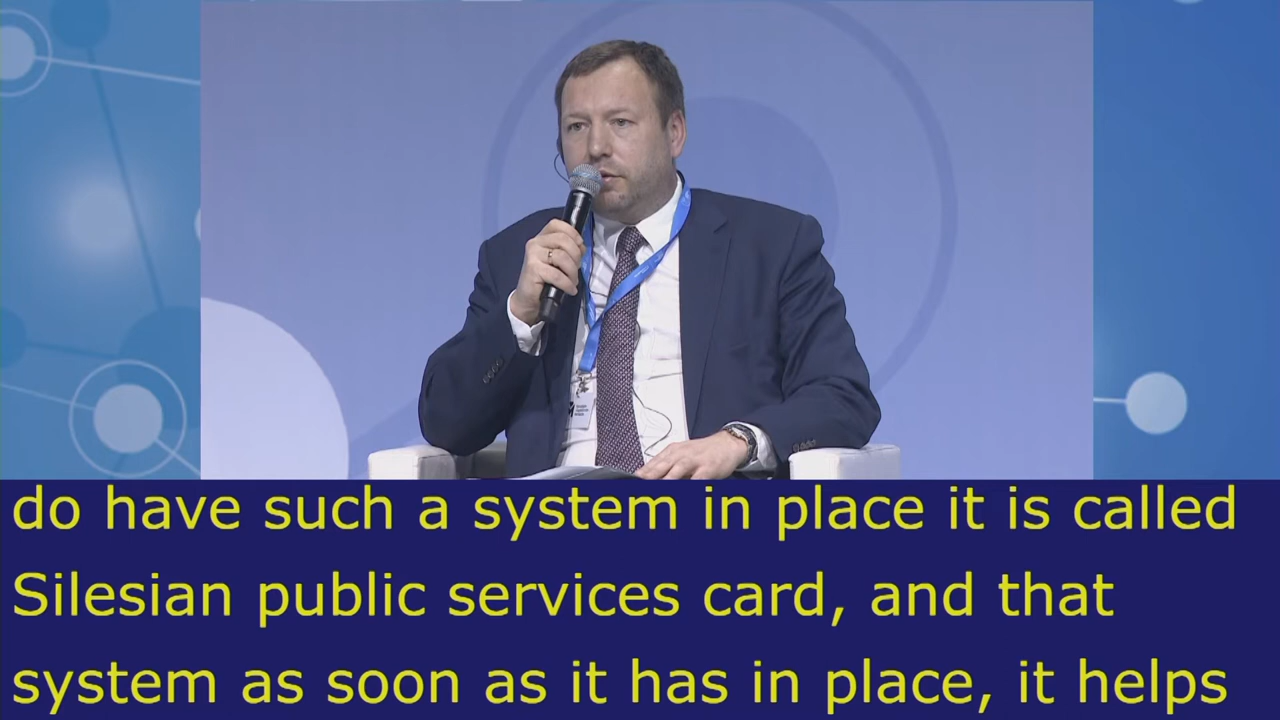 do have such a system in place it is called
Silesian public services card, and that
system as soon as it has in place, it helps